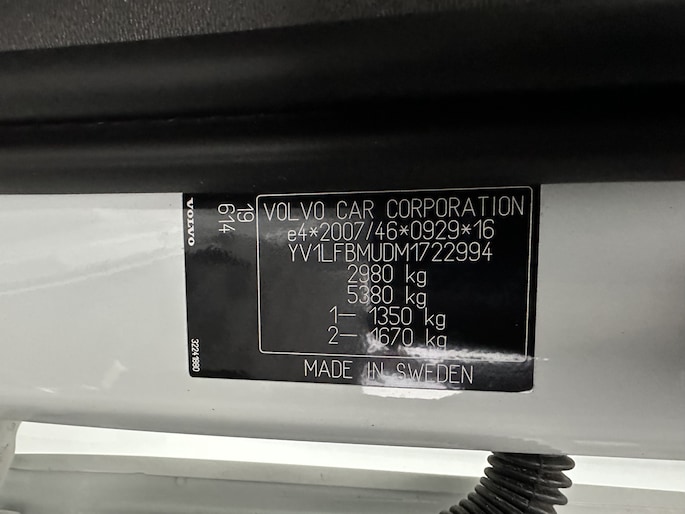 VOLVO CAR CORPORATION
e4*2007/46*0929*16
YV1LFBMUDM1722994
2980 kg
5380 kg
1– 1350 kg
2– 1670 kg
MADE IN SWEDEN
19
614
VOLVO
32241690